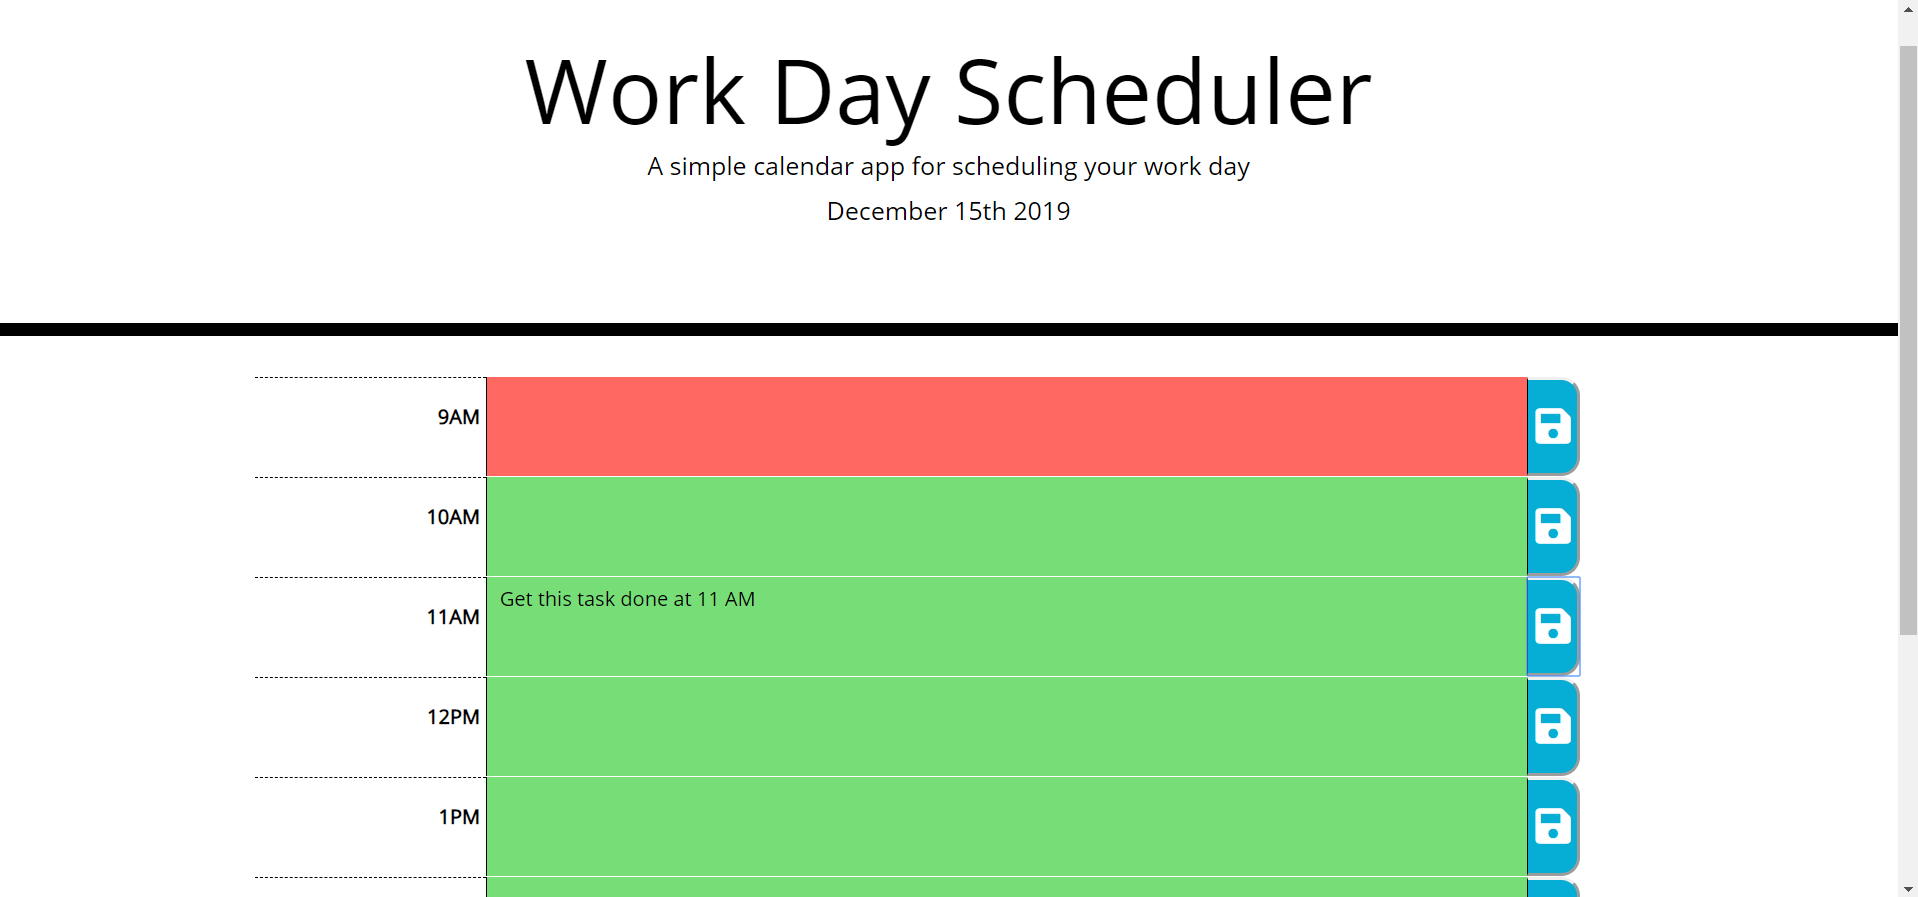 Work Day Scheduler
A simple calendar app for scheduling your work day
December 15th 2019
9AM
10AM
11AM
Get this task done at 11 AM
12PM
1PM